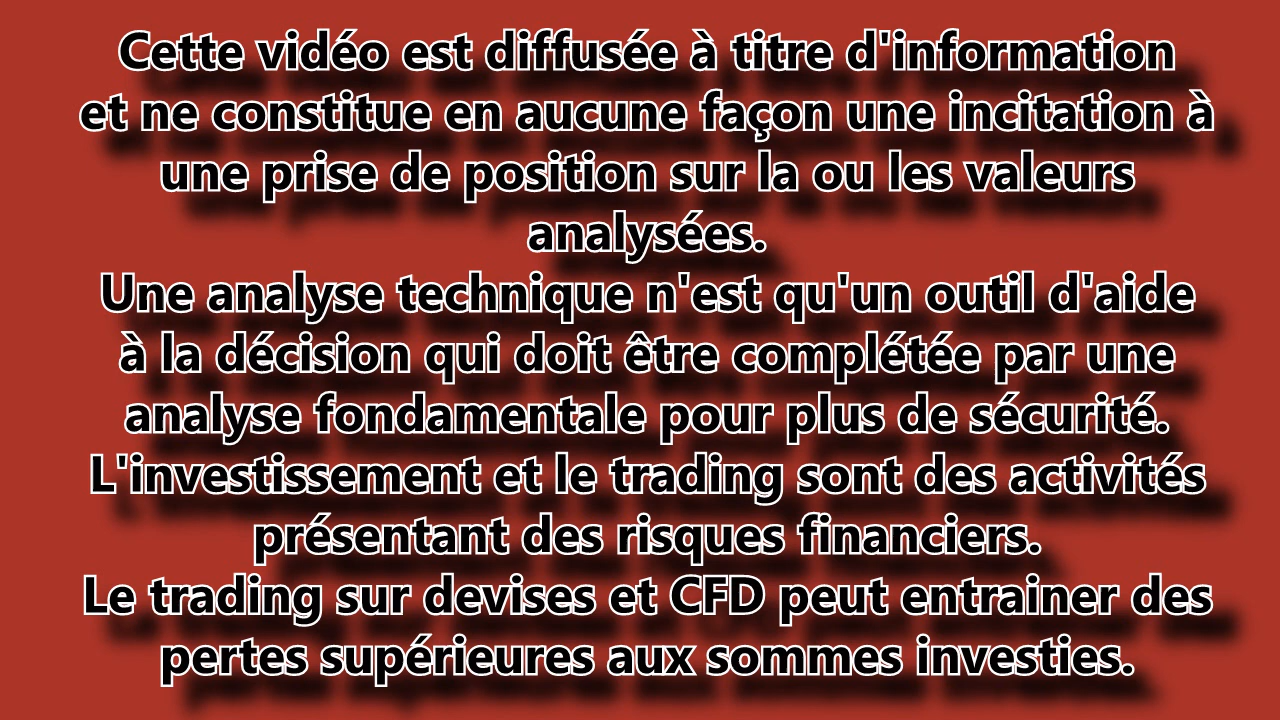 Cette vidéo est diffusée à titre d'information
et ne constitue en aucune façon une incitation à
une prise de position sur la ou les valeurs
analysées.
Une analyse technique n'est qu'un outil d'aide
à la décision qui doit être complétée par une
analyse fondamentale pour plus de sécurité.
L'investissement et le trading sont des activités
présentant des risques financiers.
Le trading sur devises et CFD peut entrainer des
pertes supérieures aux sommes investies.